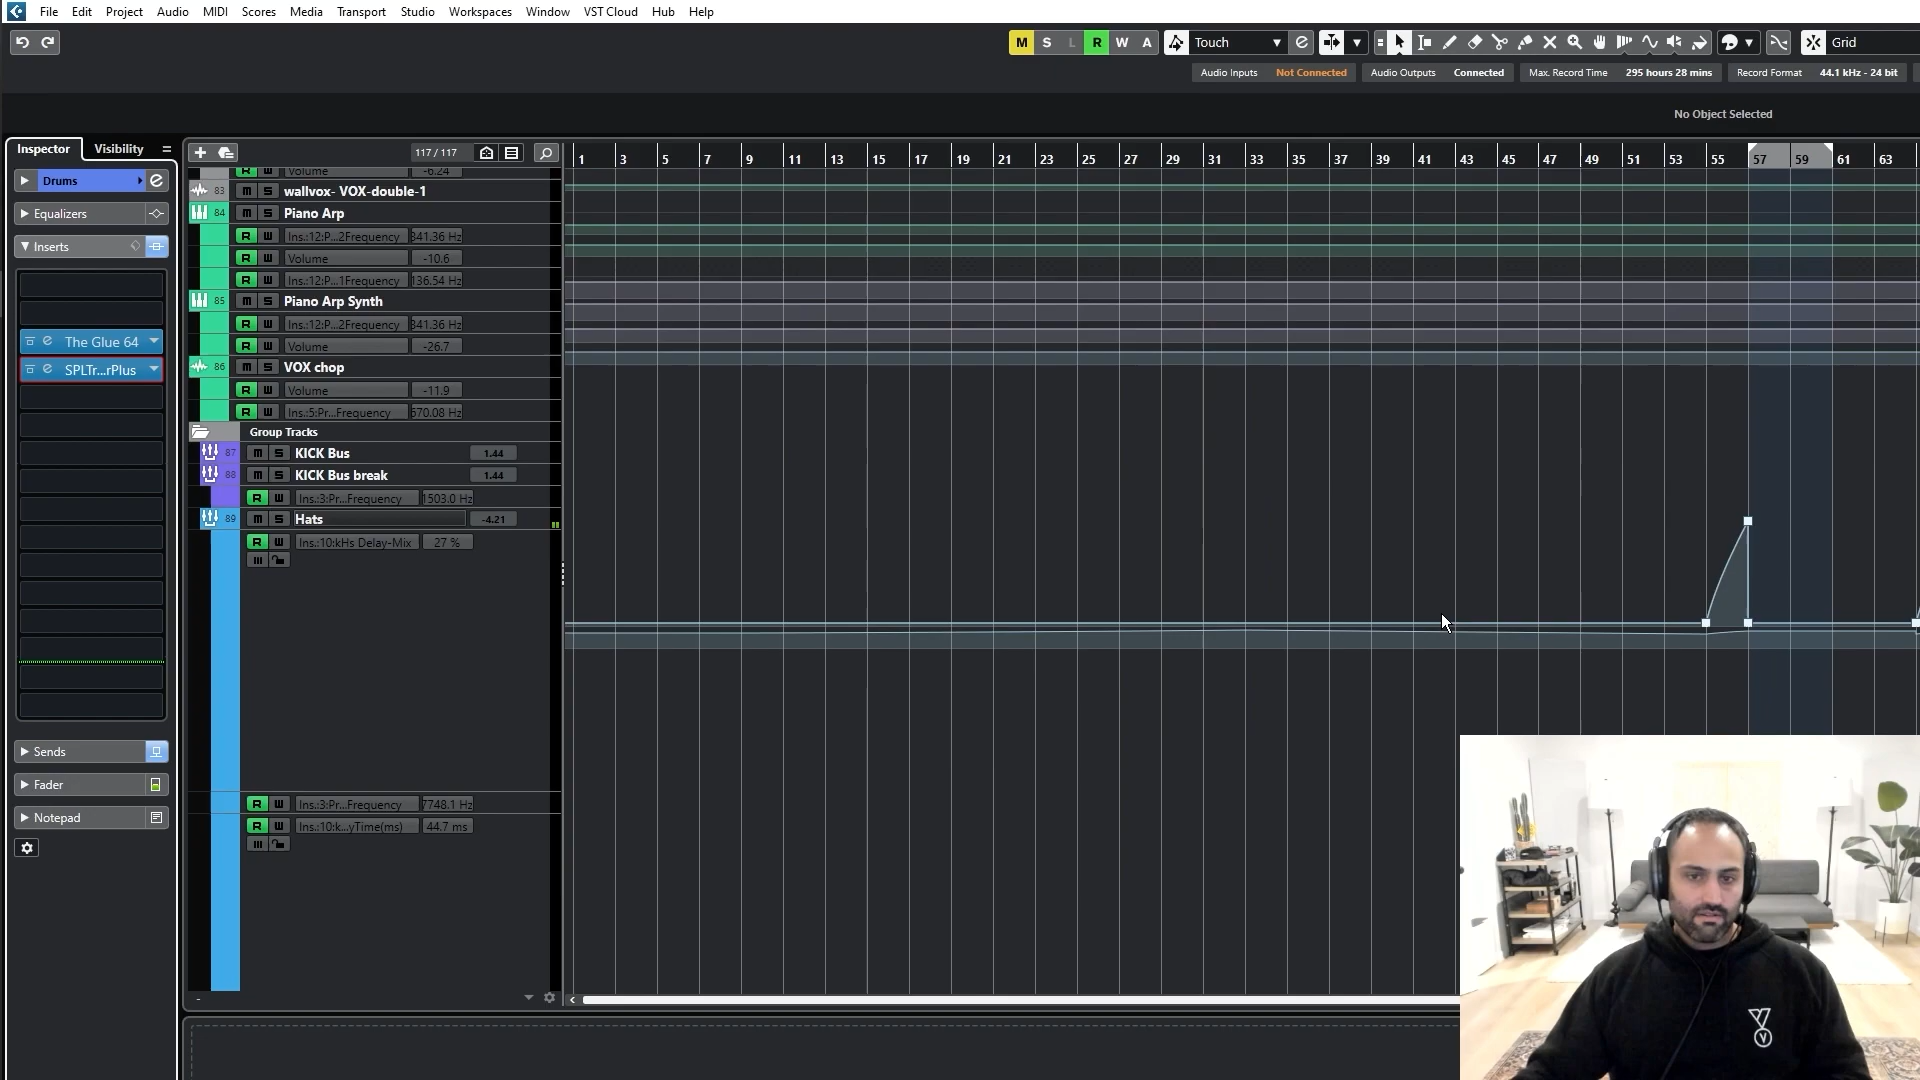 File Edit Project Audio MIDI Scores Media Transport Studio Workspaces Window VST Cloud Hub Help
M S L R W A Touch Grid
Audio Inputs Not Connected Audio Outputs Connected Max. Record Time 295 hours 28 mins Record Format 44.1 kHz - 24 bit
No Object Selected
Inspector Visibility
Drums
Equalizers
Inserts
The Glue 64
SPLTr...rPlus
Sends
Fader
Notepad
117 / 117
1 3 5 7 9 11 13 15 17 19 21 23 25 27 29 31 33 35 37 39 41 43 45 47 49 51 53 55 57 59 61 63
R W Volume -6.24
83 m S wallvox- VOX-double-1
84 m S Piano Arp
R W Ins.:12:P...2Frequency 841.36 Hz
R W Volume -10.6
R W Ins.:12:P...1Frequency 136.54 Hz
85 m S Piano Arp Synth
R W Ins.:12:P...2Frequency 841.36 Hz
R W Volume -26.7
86 m S VOX chop
R W Volume -11.9
R W Ins.:5:Pr...Frequency 670.08 Hz
Group Tracks
87 m S KICK Bus 1.44
88 m S KICK Bus break 1.44
R W Ins.:3:Pr...Frequency 1503.0 Hz
89 m S Hats -4.21
R W Ins.:10:kHs Delay-Mix 27 %
R W Ins.:3:Pr...Frequency 7748.1 Hz
R W Ins.:10:k...yTime(ms) 44.7 ms